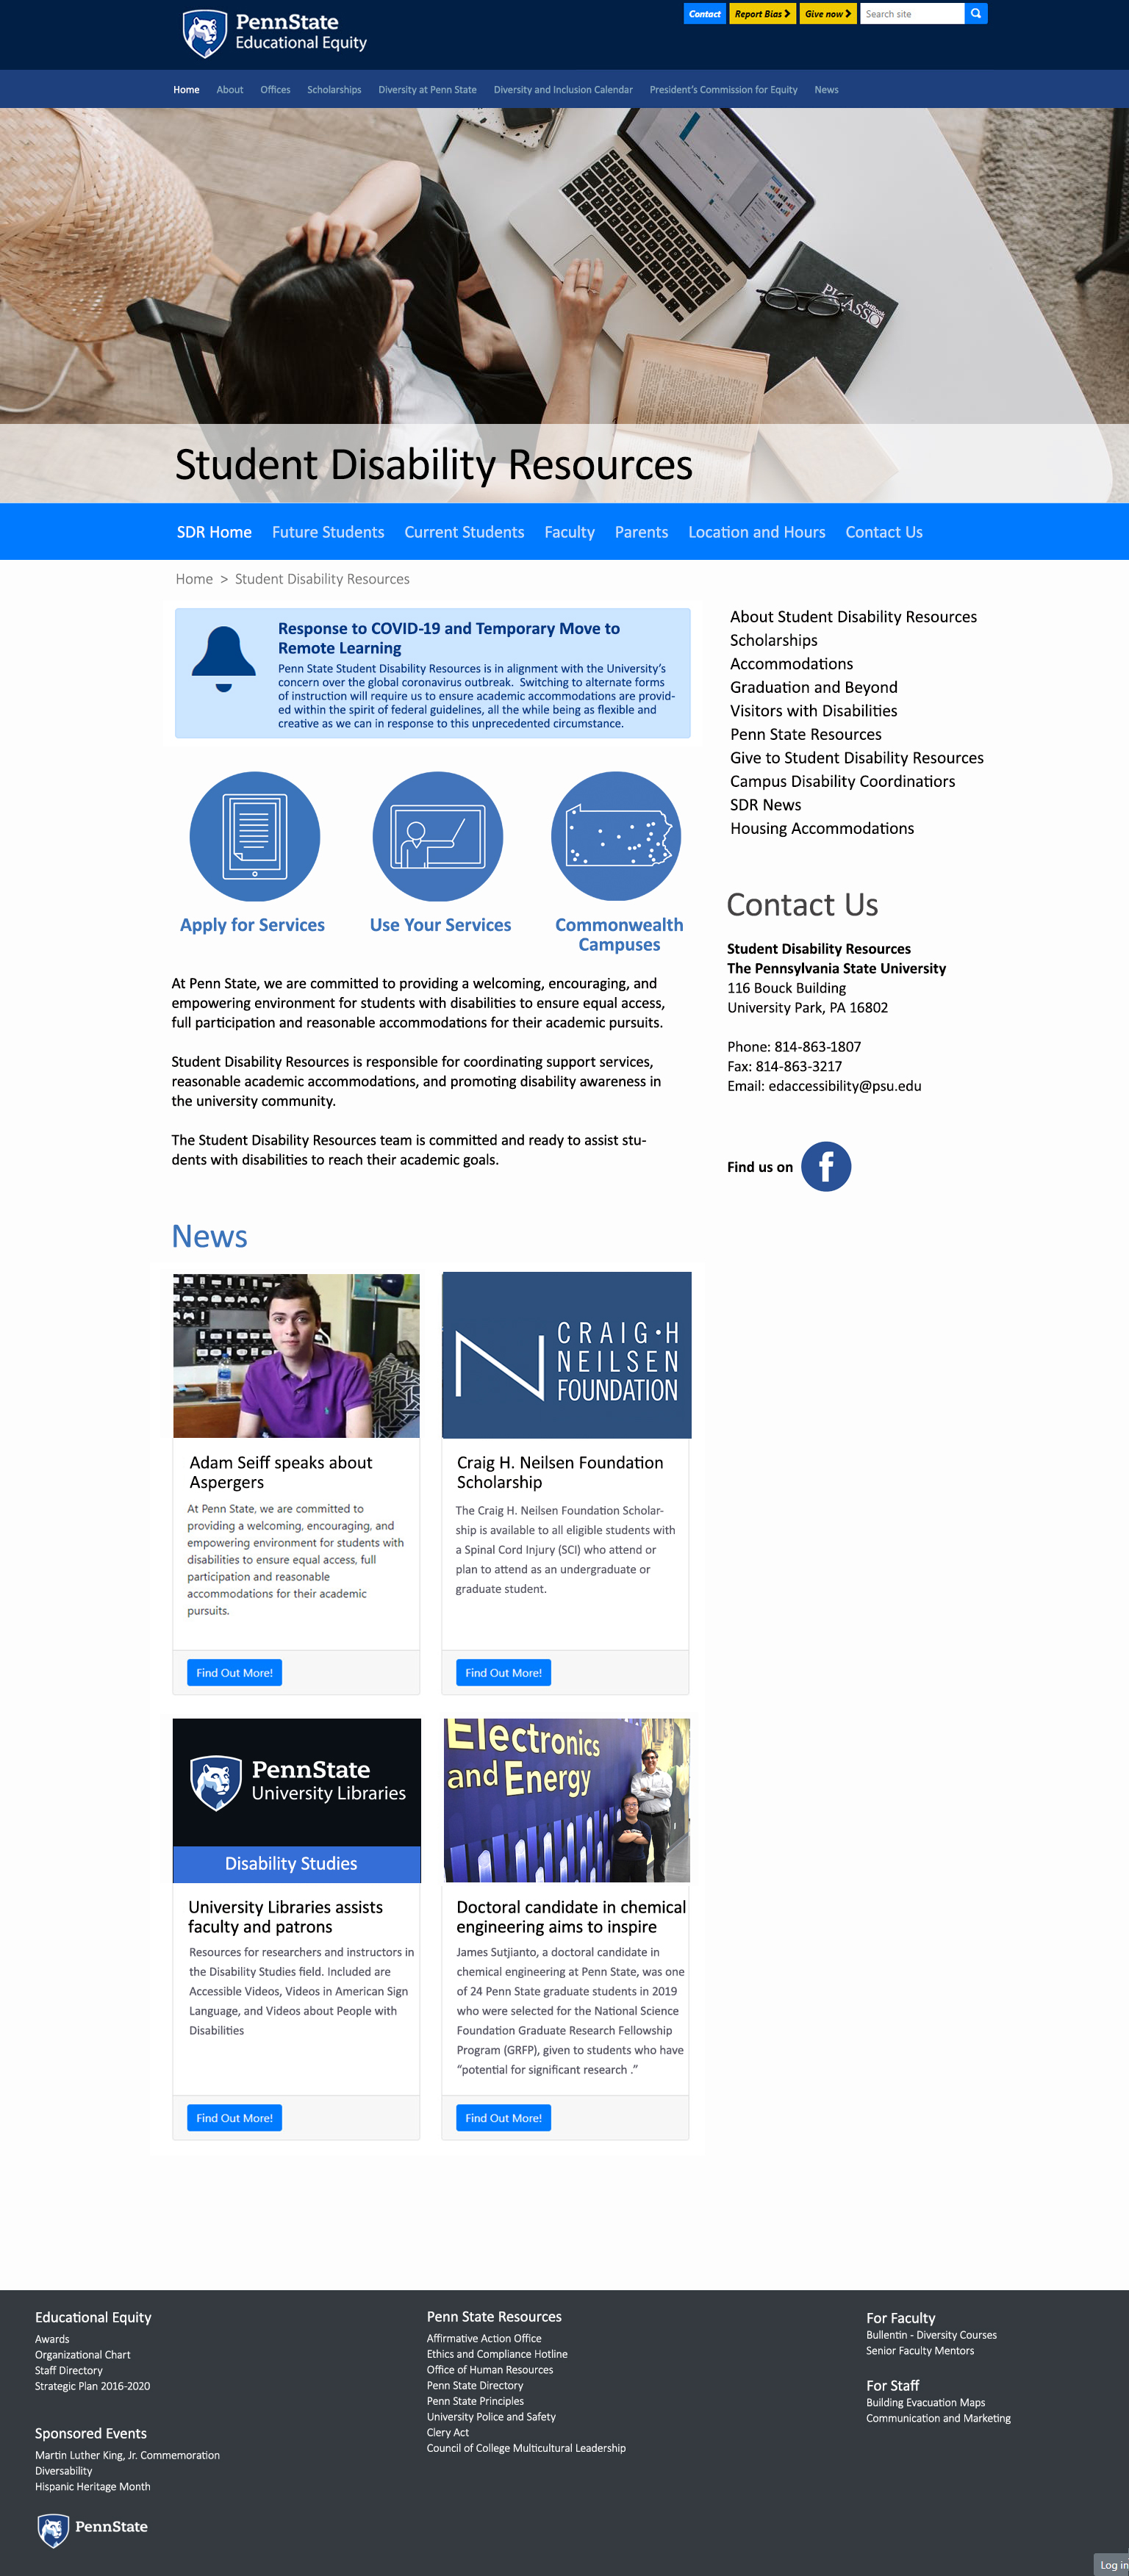 PennState
Educational Equity
Contact
Report Bias
Give now
Search site
Home
About
Offices
Scholarships
Diversity at Penn State
Diversity and Inclusion Calendar
President's Commission for Equity
News
PICASSO
ArtBook
Student Disability Resources
SDR Home
Future Students
Current Students
Faculty
Parents
Location and Hours
Contact Us
Home > Student Disability Resources
Response to COVID-19 and Temporary Move to
Remote Learning
Penn State Student Disability Resources is in alignment with the University's
concern over the global coronavirus outbreak. Switching to alternate forms
of instruction will require us to ensure academic accommodations are provid-
ed within the spirit of federal guidelines, all the while being as flexible and
creative as we can in response to this unprecedented circumstance.
Apply for Services
Use Your Services
Commonwealth
Campuses
At Penn State, we are committed to providing a welcoming, encouraging, and
empowering environment for students with disabilities to ensure equal access,
full participation and reasonable accommodations for their academic pursuits.
Student Disability Resources is responsible for coordinating support services,
reasonable academic accommodations, and promoting disability awareness in
the university community.
The Student Disability Resources team is committed and ready to assist stu-
dents with disabilities to reach their academic goals.
About Student Disability Resources
Scholarships
Accommodations
Graduation and Beyond
Visitors with Disabilities
Penn State Resources
Give to Student Disability Resources
Campus Disability Coordinatiors
SDR News
Housing Accommodations
Contact Us
Student Disability Resources
The Pennsylvania State University
116 Bouck Building
University Park, PA 16802
Phone: 814-863-1807
Fax: 814-863-3217
Email: edaccessibility@psu.edu
Find us on
f
News
Adam Seiff speaks about
Aspergers
At Penn State, we are committed to
providing a welcoming, encouraging, and
empowering environment for students with
disabilities to ensure equal access, full
participation and reasonable
accommodations for their academic
pursuits.
Find Out More!
CRAIG·H
NEILSEN
FOUNDATION
Craig H. Neilsen Foundation
Scholarship
The Craig H. Neilsen Foundation Scholar-
ship is available to all eligible students with
a Spinal Cord Injury (SCI) who attend or
plan to attend as an undergraduate or
graduate student.
Find Out More!
PennState
University Libraries
Disability Studies
University Libraries assists
faculty and patrons
Resources for researchers and instructors in
the Disability Studies field. Included are
Accessible Videos, Videos in American Sign
Language, and Videos about People with
Disabilities
Find Out More!
Electronics
and Energy
Doctoral candidate in chemical
engineering aims to inspire
James Sutjianto, a doctoral candidate in
chemical engineering at Penn State, was one
of 24 Penn State graduate students in 2019
who were selected for the National Science
Foundation Graduate Research Fellowship
Program (GRFP), given to students who have
“potential for significant research .”
Find Out More!
Educational Equity
Awards
Organizational Chart
Staff Directory
Strategic Plan 2016-2020
Sponsored Events
Martin Luther King, Jr. Commemoration
Diversability
Hispanic Heritage Month
PennState
Penn State Resources
Affirmative Action Office
Ethics and Compliance Hotline
Office of Human Resources
Penn State Directory
Penn State Principles
University Police and Safety
Clery Act
Council of College Multicultural Leadership
For Faculty
Bullentin - Diversity Courses
Senior Faculty Mentors
For Staff
Building Evacuation Maps
Communication and Marketing
Log in